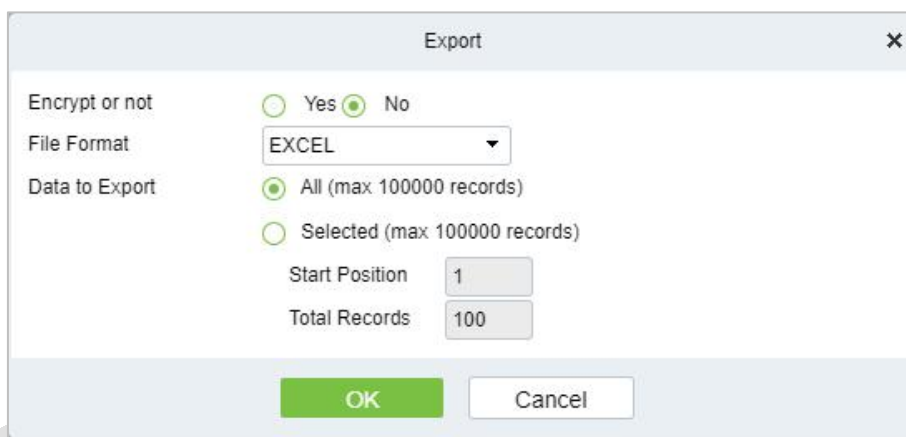 Export
Encrypt or not Yes No
File Format EXCEL
Data to Export All (max 100000 records)
Selected (max 100000 records)
Start Position 1
Total Records 100
OK Cancel